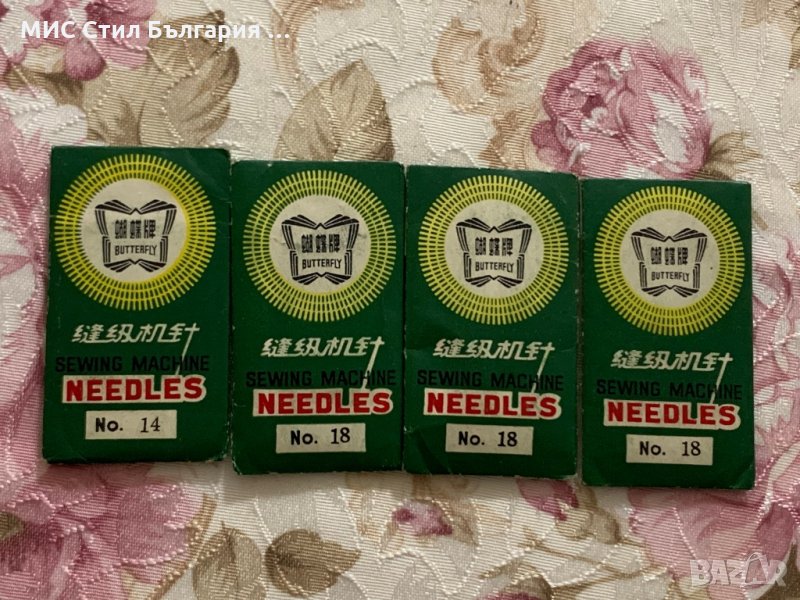 МИС Стил България ...
蝴蝶牌
BUTTERFLY
缝纫机针
SEWING MACHINE
NEEDLES
No. 14
蝴蝶牌
BUTTERFLY
缝纫机针
SEWING MACHINE
NEEDLES
No. 18
蝴蝶牌
BUTTERFLY
缝纫机针
SEWING MACHINE
NEEDLES
No. 18
蝴蝶牌
BUTTERFLY
缝纫机针
SEWING MACHINE
NEEDLES
No. 18
BAZAR